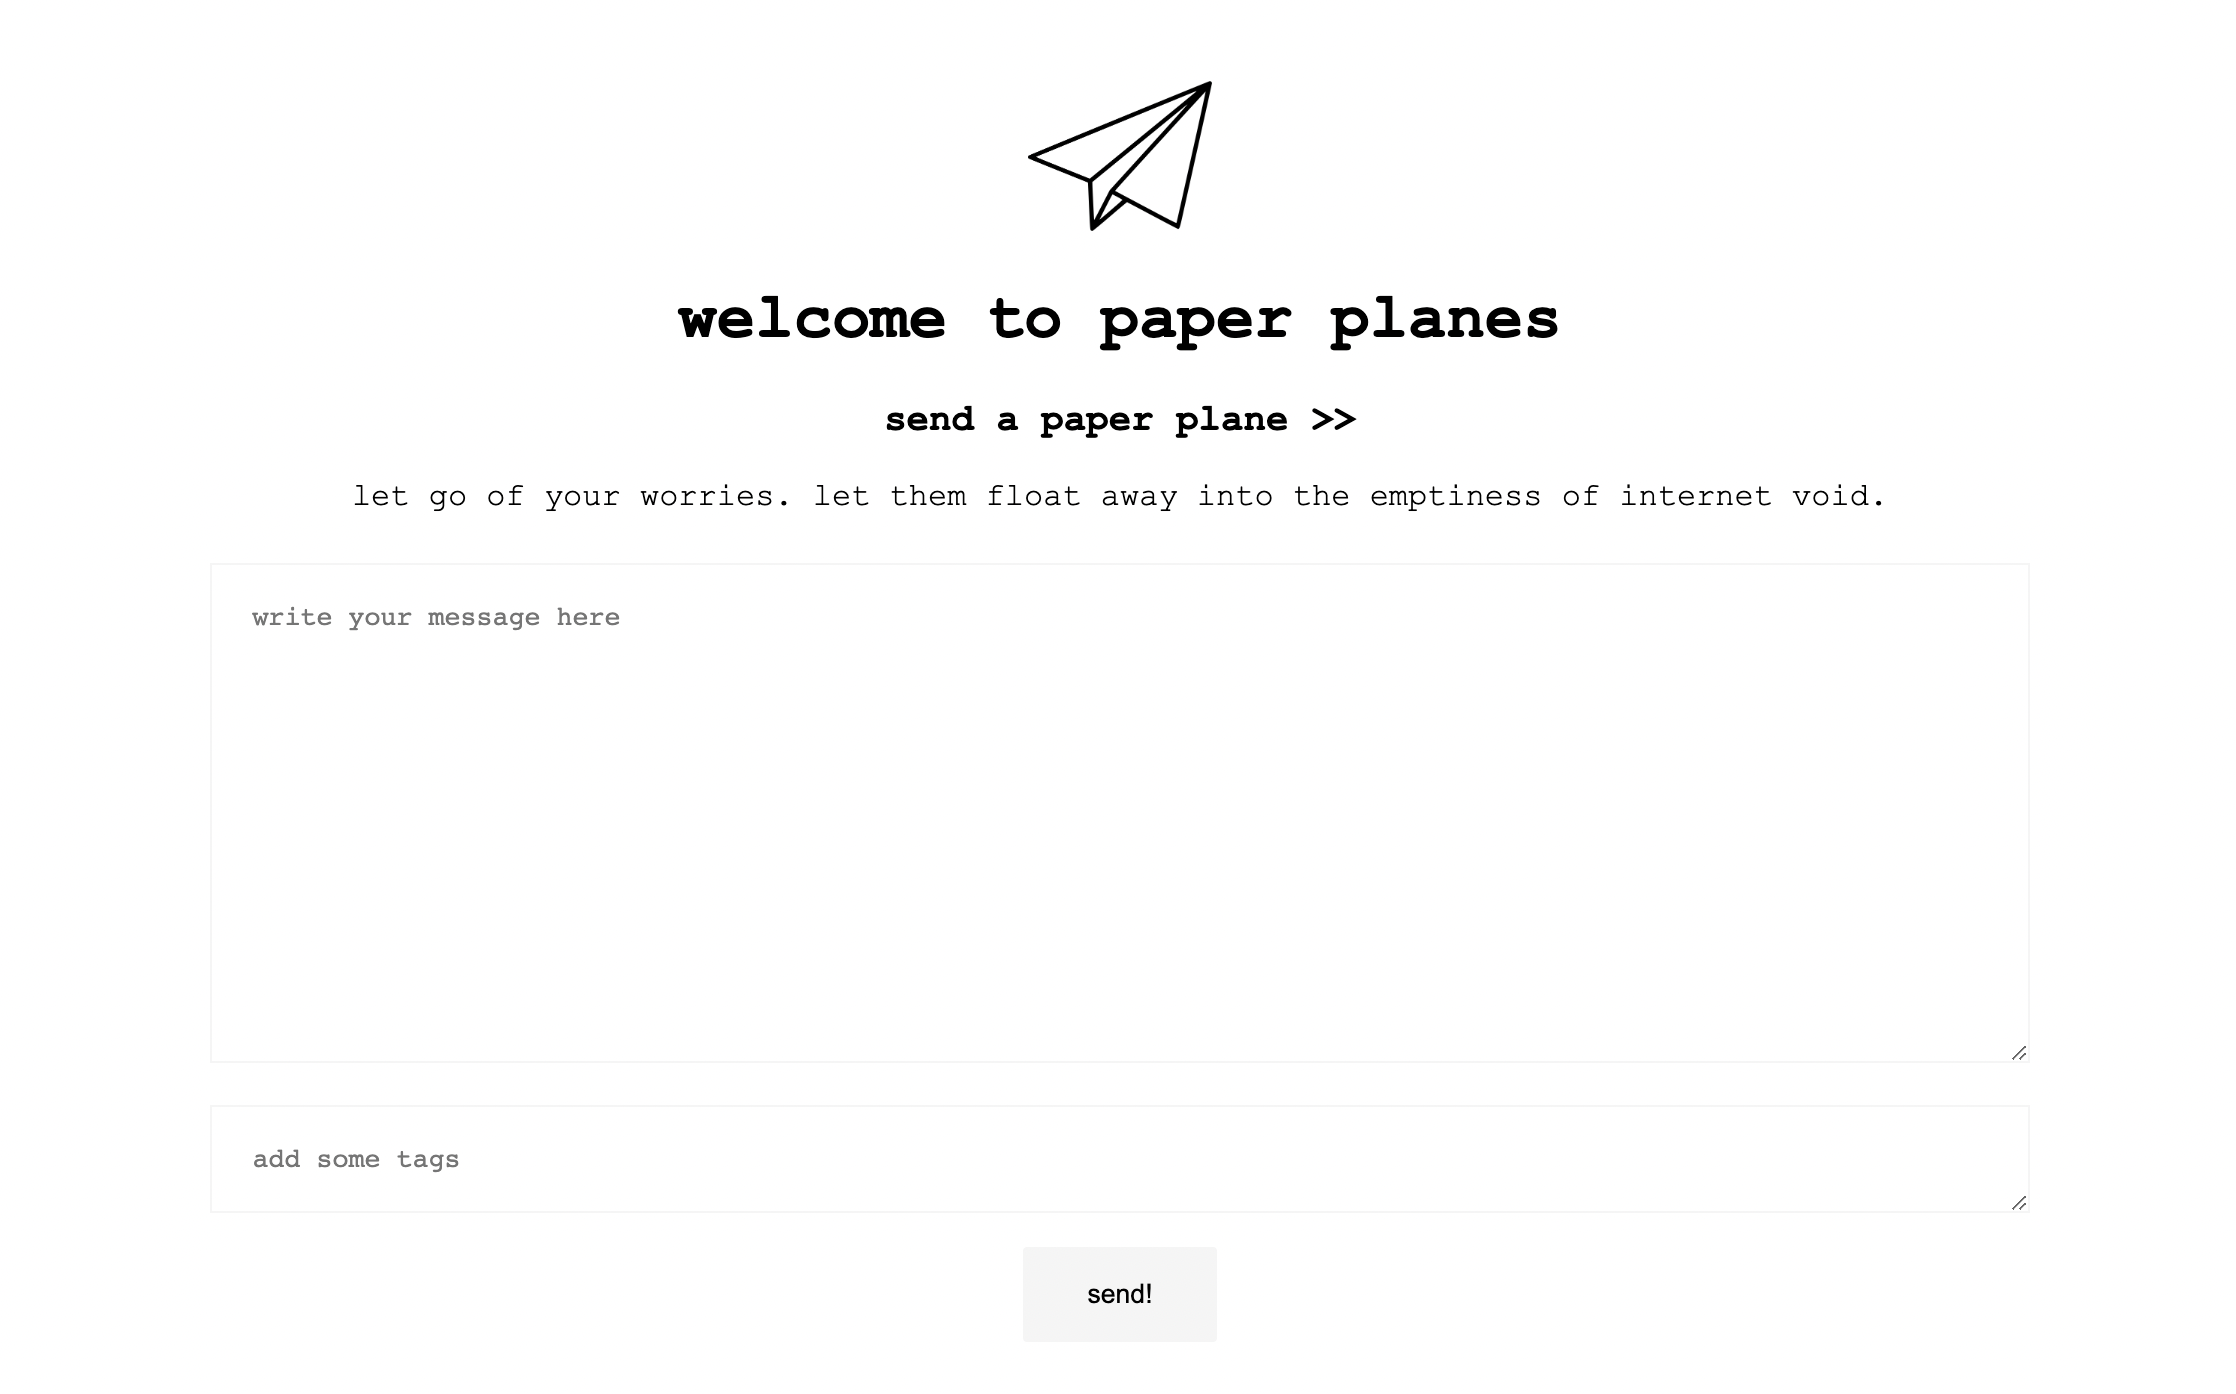 welcome to paper planes
send a paper plane >>
let go of your worries. let them float away into the emptiness of internet void.
write your message here
add some tags
send!